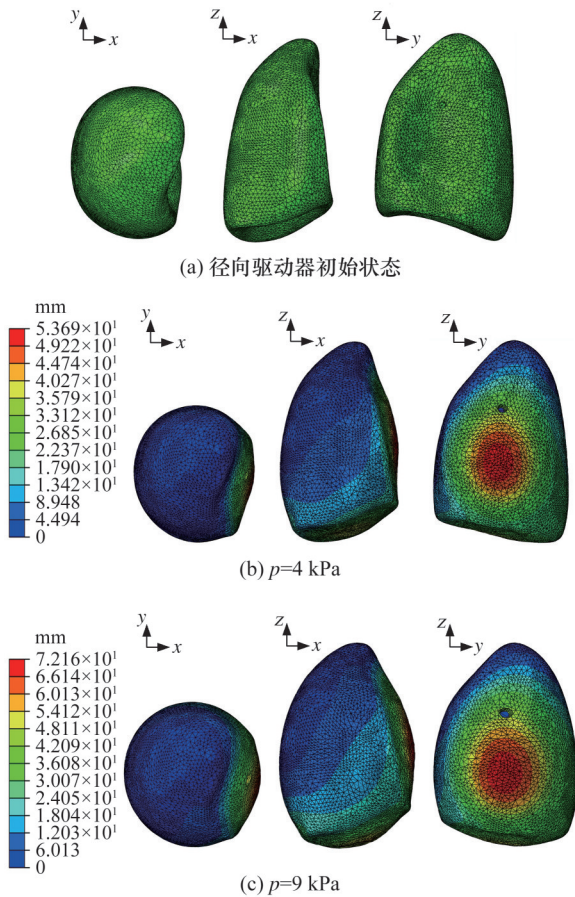 y
x
z
x
z
y
(a) 径向驱动器初始状态
mm
5.369×10¹
4.922×10¹
4.474×10¹
4.027×10¹
3.579×10¹
3.312×10¹
2.685×10¹
2.237×10¹
1.790×10¹
1.342×10¹
8.948
4.494
0
y
x
z
x
z
y
(b) p=4 kPa
mm
7.216×10¹
6.614×10¹
6.013×10¹
5.412×10¹
4.811×10¹
4.209×10¹
3.608×10¹
3.007×10¹
2.405×10¹
1.804×10¹
1.203×10¹
6.013
0
y
x
z
x
z
y
(c) p=9 kPa